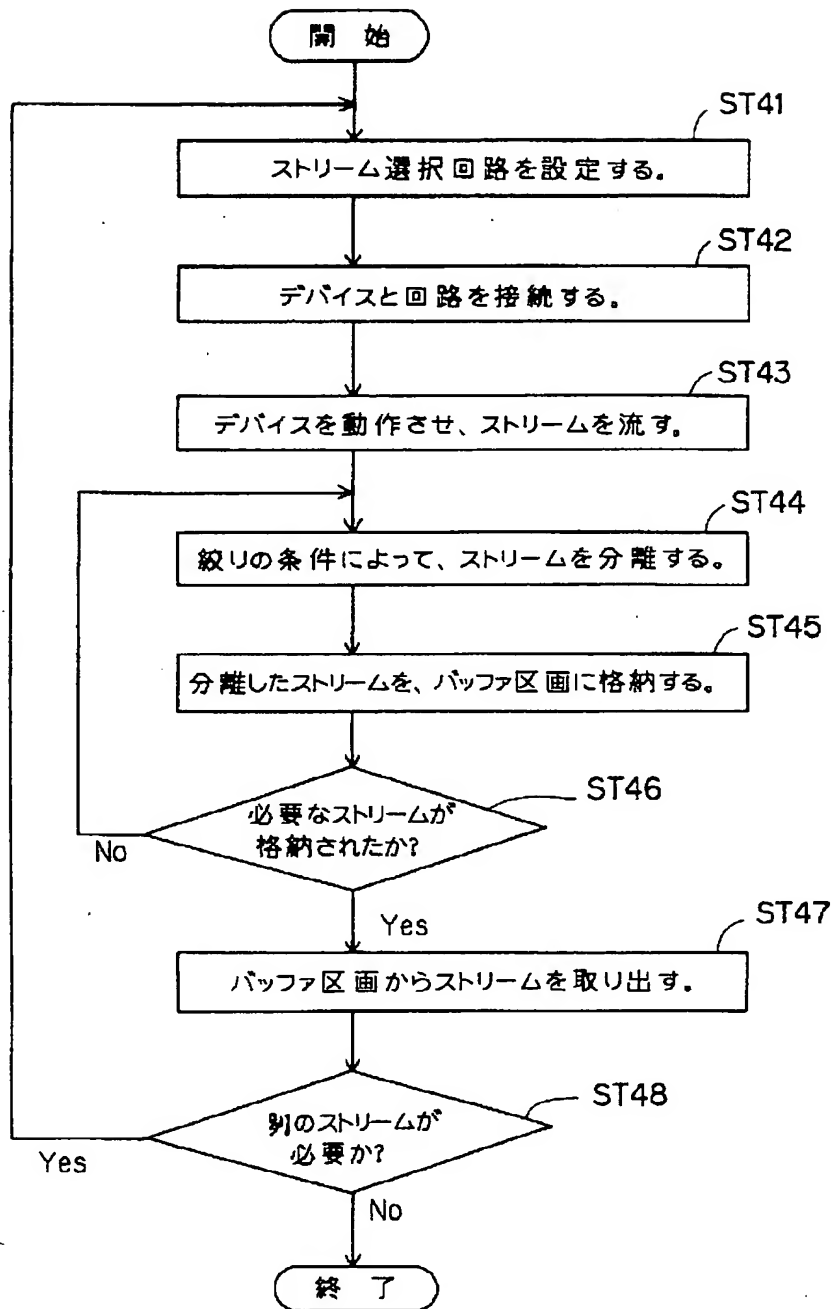 開始
ST41
ストリーム選択回路を設定する。
ST42
デバイスと回路を接続する。
ST43
デバイスを動作させ、ストリームを流す。
ST44
絞りの条件によって、ストリームを分離する。
ST45
分離したストリームを、バッファ区画に格納する。
ST46
必要なストリームが
格納されたか?
No
Yes
ST47
バッファ区画からストリームを取り出す。
ST48
別のストリームが
必要か?
Yes
No
終了